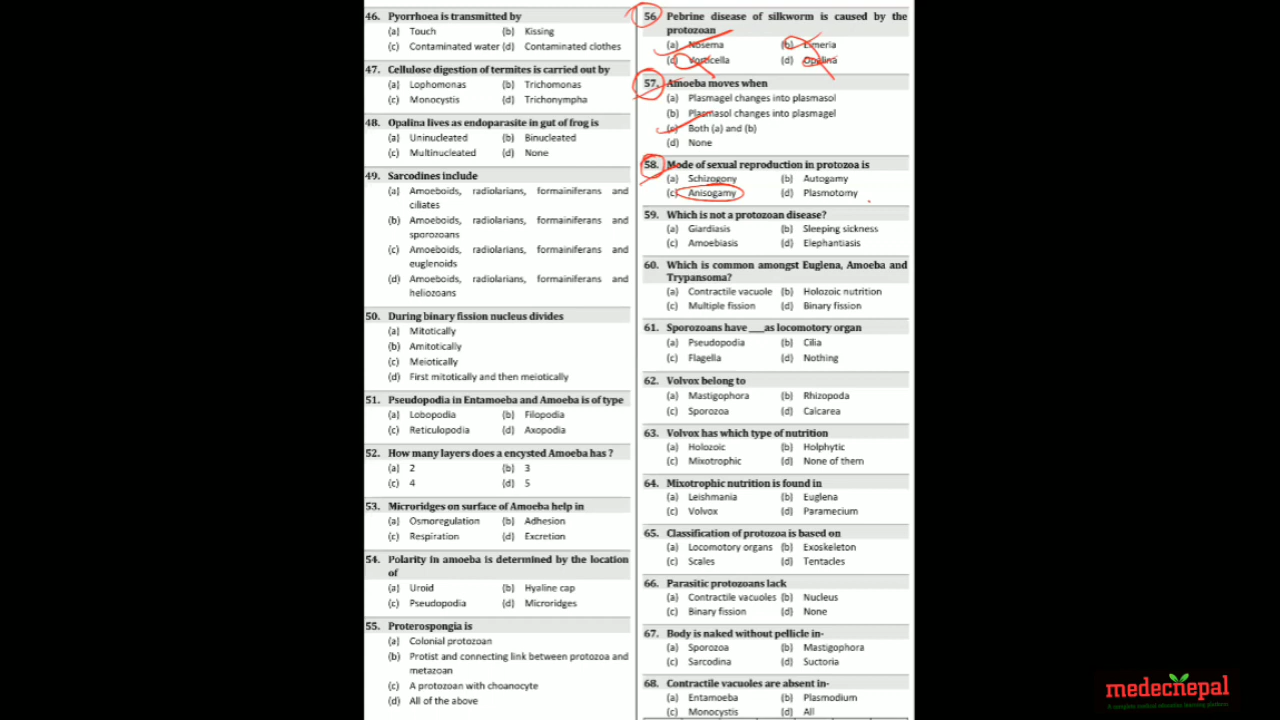 46. Pyorrhoea is transmitted by
(a) Touch (b) Kissing
(c) Contaminated water (d) Contaminated clothes
47. Cellulose digestion of termites is carried out by
(a) Lophomonas (b) Trichomonas
(c) Monocystis (d) Trichonympha
48. Opalina lives as endoparasite in gut of frog is
(a) Uninucleated (b) Binucleated
(c) Multinucleated (d) None
49. Sarcodines include
(a) Amoeboids, radiolarians, formainiferans and
ciliates
(b) Amoeboids, radiolarians, formainiferans and
sporozoans
(c) Amoeboids, radiolarians, formainiferans and
euglenoids
(d) Amoeboids, radiolarians, formainiferans and
heliozoans
50. During binary fission nucleus divides
(a) Mitotically
(b) Amitotically
(c) Meiotically
(d) First mitotically and then meiotically
51. Pseudopodia in Entamoeba and Amoeba is of type
(a) Lobopodia (b) Filopodia
(c) Reticulopodia (d) Axopodia
52. How many layers does a encysted Amoeba has ?
(a) 2 (b) 3
(c) 4 (d) 5
53. Microridges on surface of Amoeba help in
(a) Osmoregulation (b) Adhesion
(c) Respiration (d) Excretion
54. Polarity in amoeba is determined by the location
of
(a) Uroid (b) Hyaline cap
(c) Pseudopodia (d) Microridges
55. Proterospongia is
(a) Colonial protozoan
(b) Protist and connecting link between protozoa and
metazoan
(c) A protozoan with choanocyte
(d) All of the above
56. Pebrine disease of silkworm is caused by the
protozoan
(a) Nosema (b) Eimeria
(c) Vosticella (d) Opalina
57. Amoeba moves when
(a) Plasmagel changes into plasmasol
(b) Plasmasol changes into plasmagel
(c) Both (a) and (b)
(d) None
58. Mode of sexual reproduction in protozoa is
(a) Schizogony (b) Autogamy
(c) Anisogamy (d) Plasmotomy
59. Which is not a protozoan disease?
(a) Giardiasis (b) Sleeping sickness
(c) Amoebiasis (d) Elephantiasis
60. Which is common amongst Euglena, Amoeba and
Trypansoma?
(a) Contractile vacuole (b) Holozoic nutrition
(c) Multiple fission (d) Binary fission
61. Sporozoans have ___as locomotory organ
(a) Pseudopodia (b) Cilia
(c) Flagella (d) Nothing
62. Volvox belong to
(a) Mastigophora (b) Rhizopoda
(c) Sporozoa (d) Calcarea
63. Volvox has which type of nutrition
(a) Holozoic (b) Holphytic
(c) Mixotrophic (d) None of them
64. Mixotrophic nutrition is found in
(a) Leishmania (b) Euglena
(c) Volvox (d) Paramecium
65. Classification of protozoa is based on
(a) Locomotory organs (b) Exoskeleton
(c) Scales (d) Tentacles
66. Parasitic protozoans lack
(a) Contractile vacuoles (b) Nucleus
(c) Binary fission (d) None
67. Body is naked without pellicle in-
(a) Sporozoa (b) Mastigophora
(c) Sarcodina (d) Suctoria
68. Contractile vacuoles are absent in-
(a) Entamoeba (b) Plasmodium
(c) Monocystis (d) All
medecnepal
A complete medical education learning platform